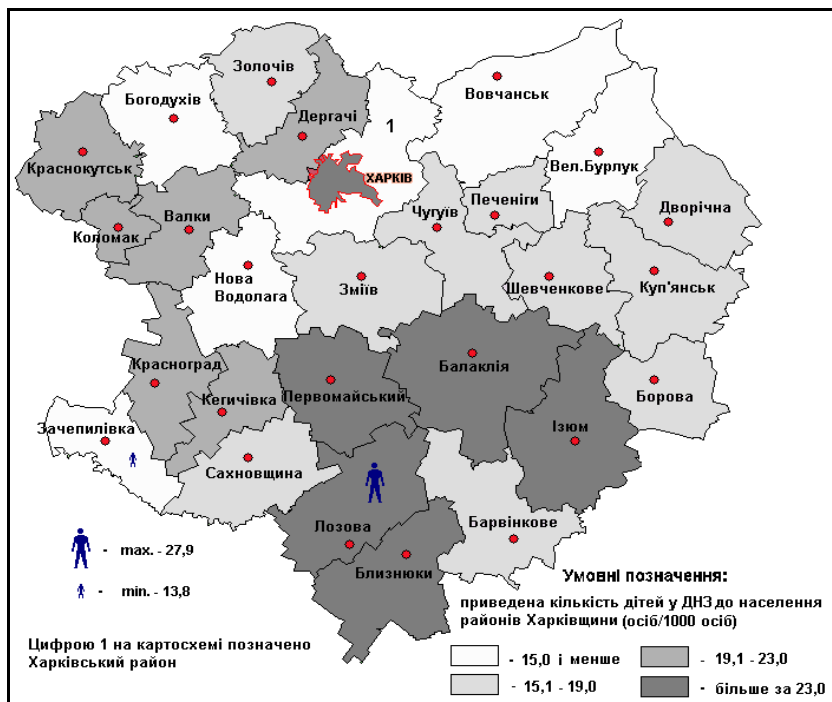 Золочів
Богодухів
Вовчанськ
Дергачі
1
Краснокутськ
ХАРКІВ
Вел.Бурлук
Печеніги
Дворічна
Чугуїв
Валки
Коломак
Нова
Водолага
Зміїв
Шевченкове
Куп'янськ
Красноград
Балаклія
Кегичівка
Первомайський
Борова
Зачепилівка
Ізюм
Сахновщина
Лозова
Барвінкове
Близнюки
- max. - 27,9
- min. - 13,8
Цифрою 1 на картосхемі позначено
Харківський район
Умовні позначення:
приведена кількість дітей у ДНЗ до населення
районів Харківщини (осіб/1000 осіб)
- 15,0 і менше
- 19,1 - 23,0
- 15,1 - 19,0
- більше за 23,0